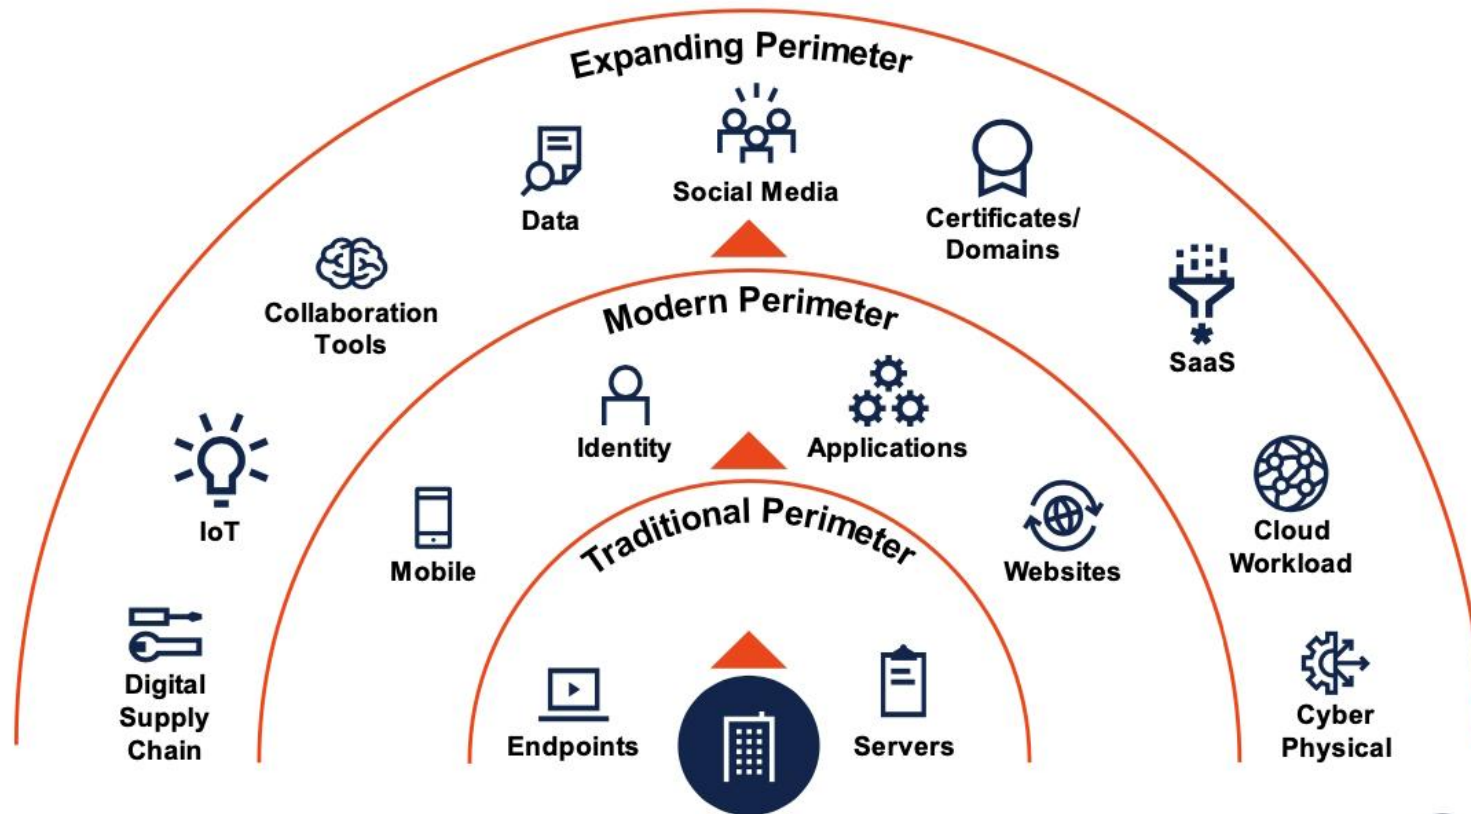 Expanding Perimeter
Social Media
Data
Certificates/
Domains
Collaboration
Tools
SaaS
IoT
Cloud
Workload
Digital
Supply
Chain
Cyber
Physical
Modern Perimeter
Identity
Applications
Mobile
Websites
Traditional Perimeter
Endpoints
Servers